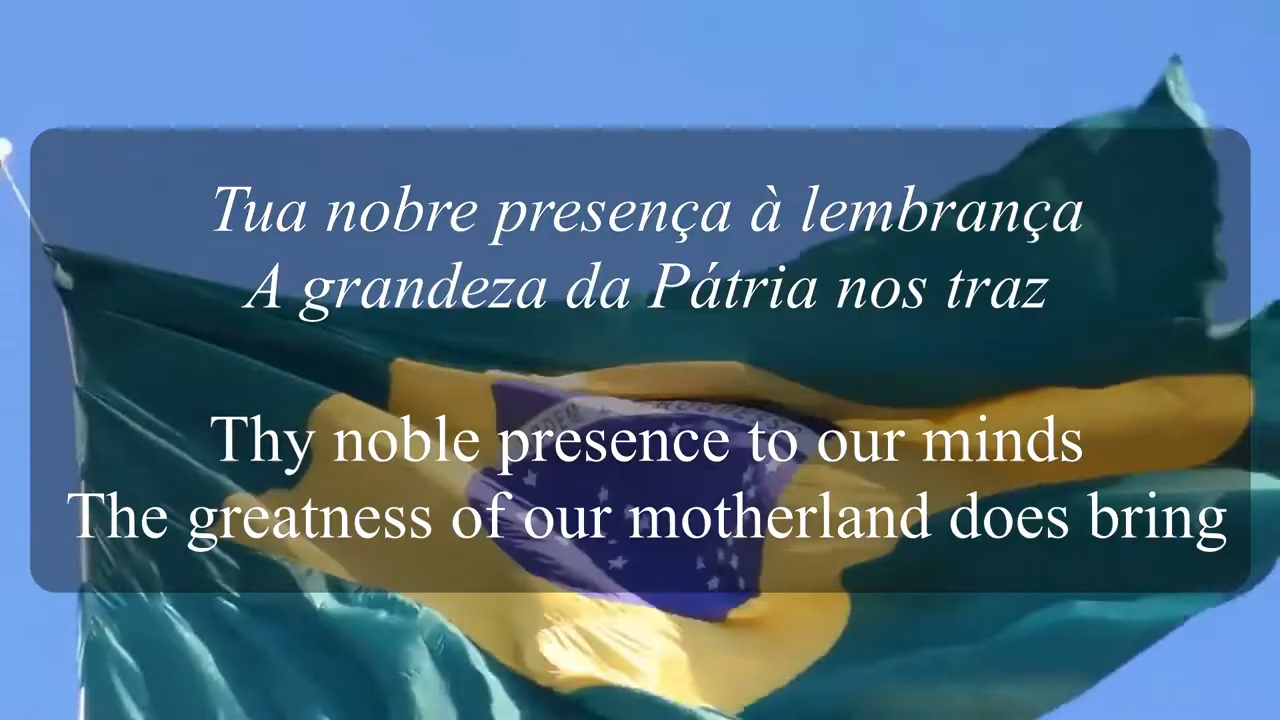 Tua nobre presença à lembrança
A grandeza da Pátria nos traz
Thy noble presence to our minds
The greatness of our motherland does bring